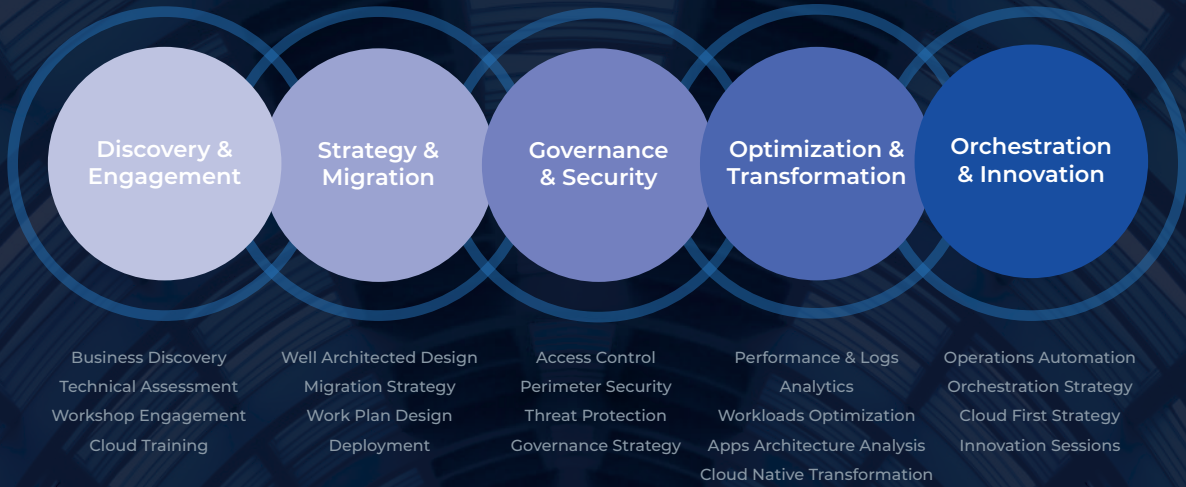 Discovery &
Engagement
Strategy &
Migration
Governance
& Security
Optimization &
Transformation
Orchestration
& Innovation
Business Discovery
Technical Assessment
Workshop Engagement
Cloud Training
Well Architected Design
Migration Strategy
Work Plan Design
Deployment
Access Control
Perimeter Security
Threat Protection
Governance Strategy
Performance & Logs
Analytics
Workloads Optimization
Apps Architecture Analysis
Cloud Native Transformation
Operations Automation
Orchestration Strategy
Cloud First Strategy
Innovation Sessions